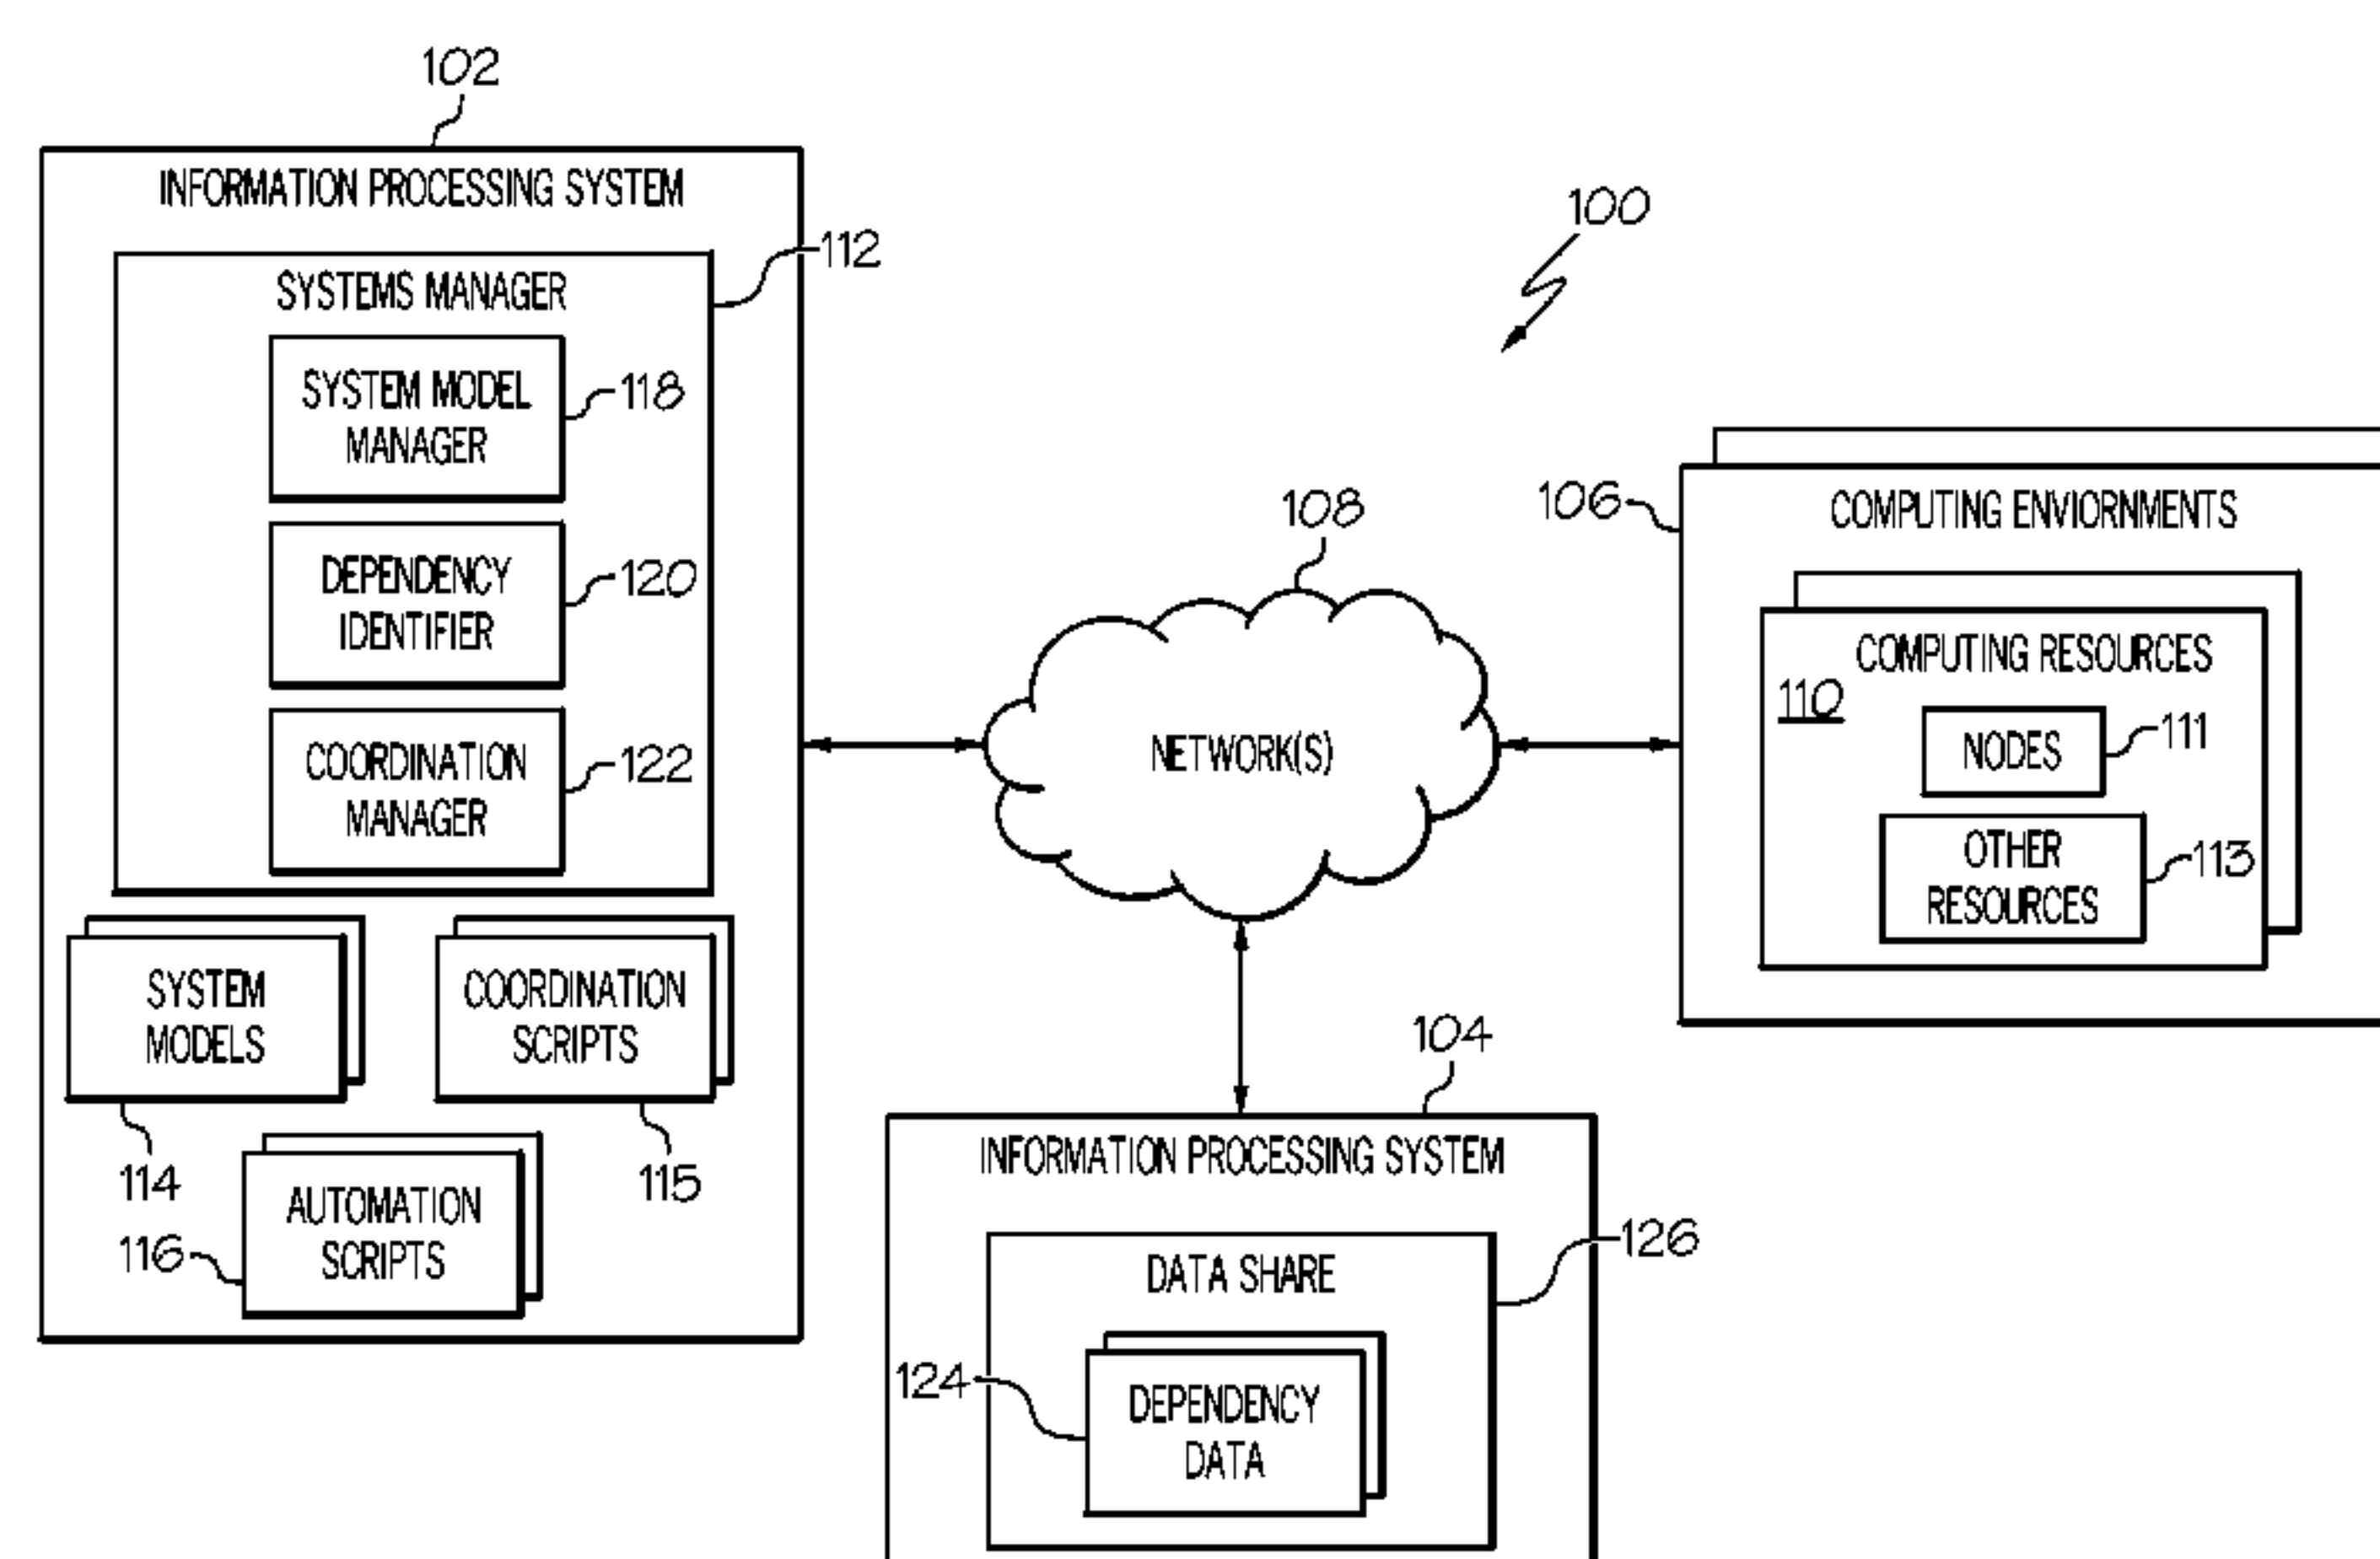 102
INFORMATION PROCESSING SYSTEM
112
SYSTEMS MANAGER
SYSTEM MODEL
MANAGER
118
DEPENDENCY
IDENTIFIER
120
COORDINATION
MANAGER
122
SYSTEM
MODELS
114
COORDINATION
SCRIPTS
115
AUTOMATION
SCRIPTS
116
100
108
NETWORK(S)
106
COMPUTING ENVIORNMENTS
COMPUTING RESOURCES
110
NODES
111
OTHER
RESOURCES
113
104
INFORMATION PROCESSING SYSTEM
126
DATA SHARE
124
DEPENDENCY
DATA